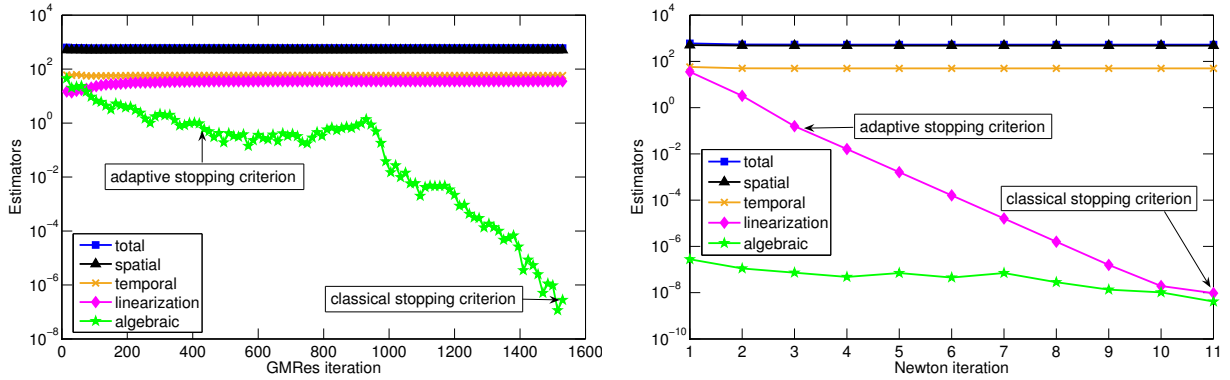 10^4
10^2
10^0
10^-2
10^-4
10^-6
10^-8
Estimators
adaptive stopping criterion
classical stopping criterion
total
spatial
temporal
linearization
algebraic
0 200 400 600 800 1000 1200 1400 1600
GMRes iteration
10^4
10^2
10^0
10^-2
10^-4
10^-6
10^-8
10^-10
Estimators
adaptive stopping criterion
classical stopping criterion
total
spatial
temporal
linearization
algebraic
1 2 3 4 5 6 7 8 9 10 11
Newton iteration